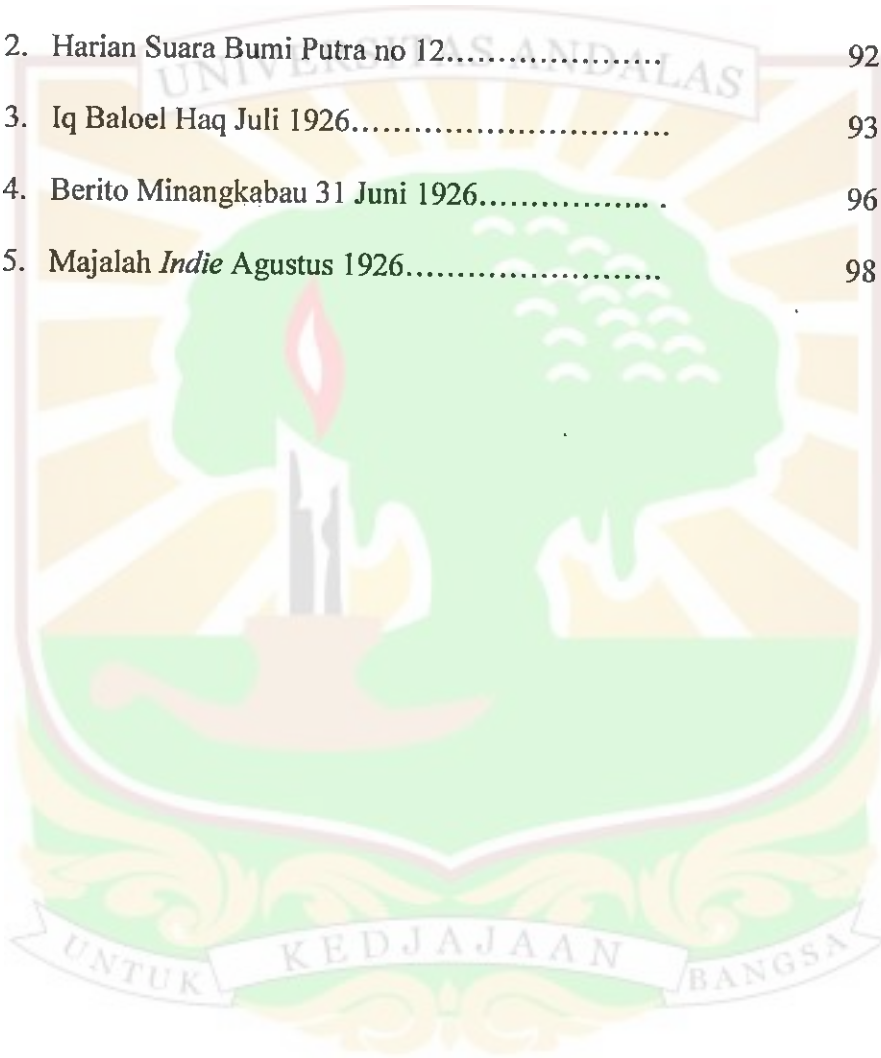 2. Harian Suara Bumi Putra no 12..................... 92
UNIVERSITAS ANDALAS
3. Iq Baloel Haq Juli 1926............................... 93
4. Berito Minangkabau 31 Juni 1926................. . 96
5. Majalah Indie Agustus 1926......................... 98
UNTUK KEDJAJAAN BANGSA